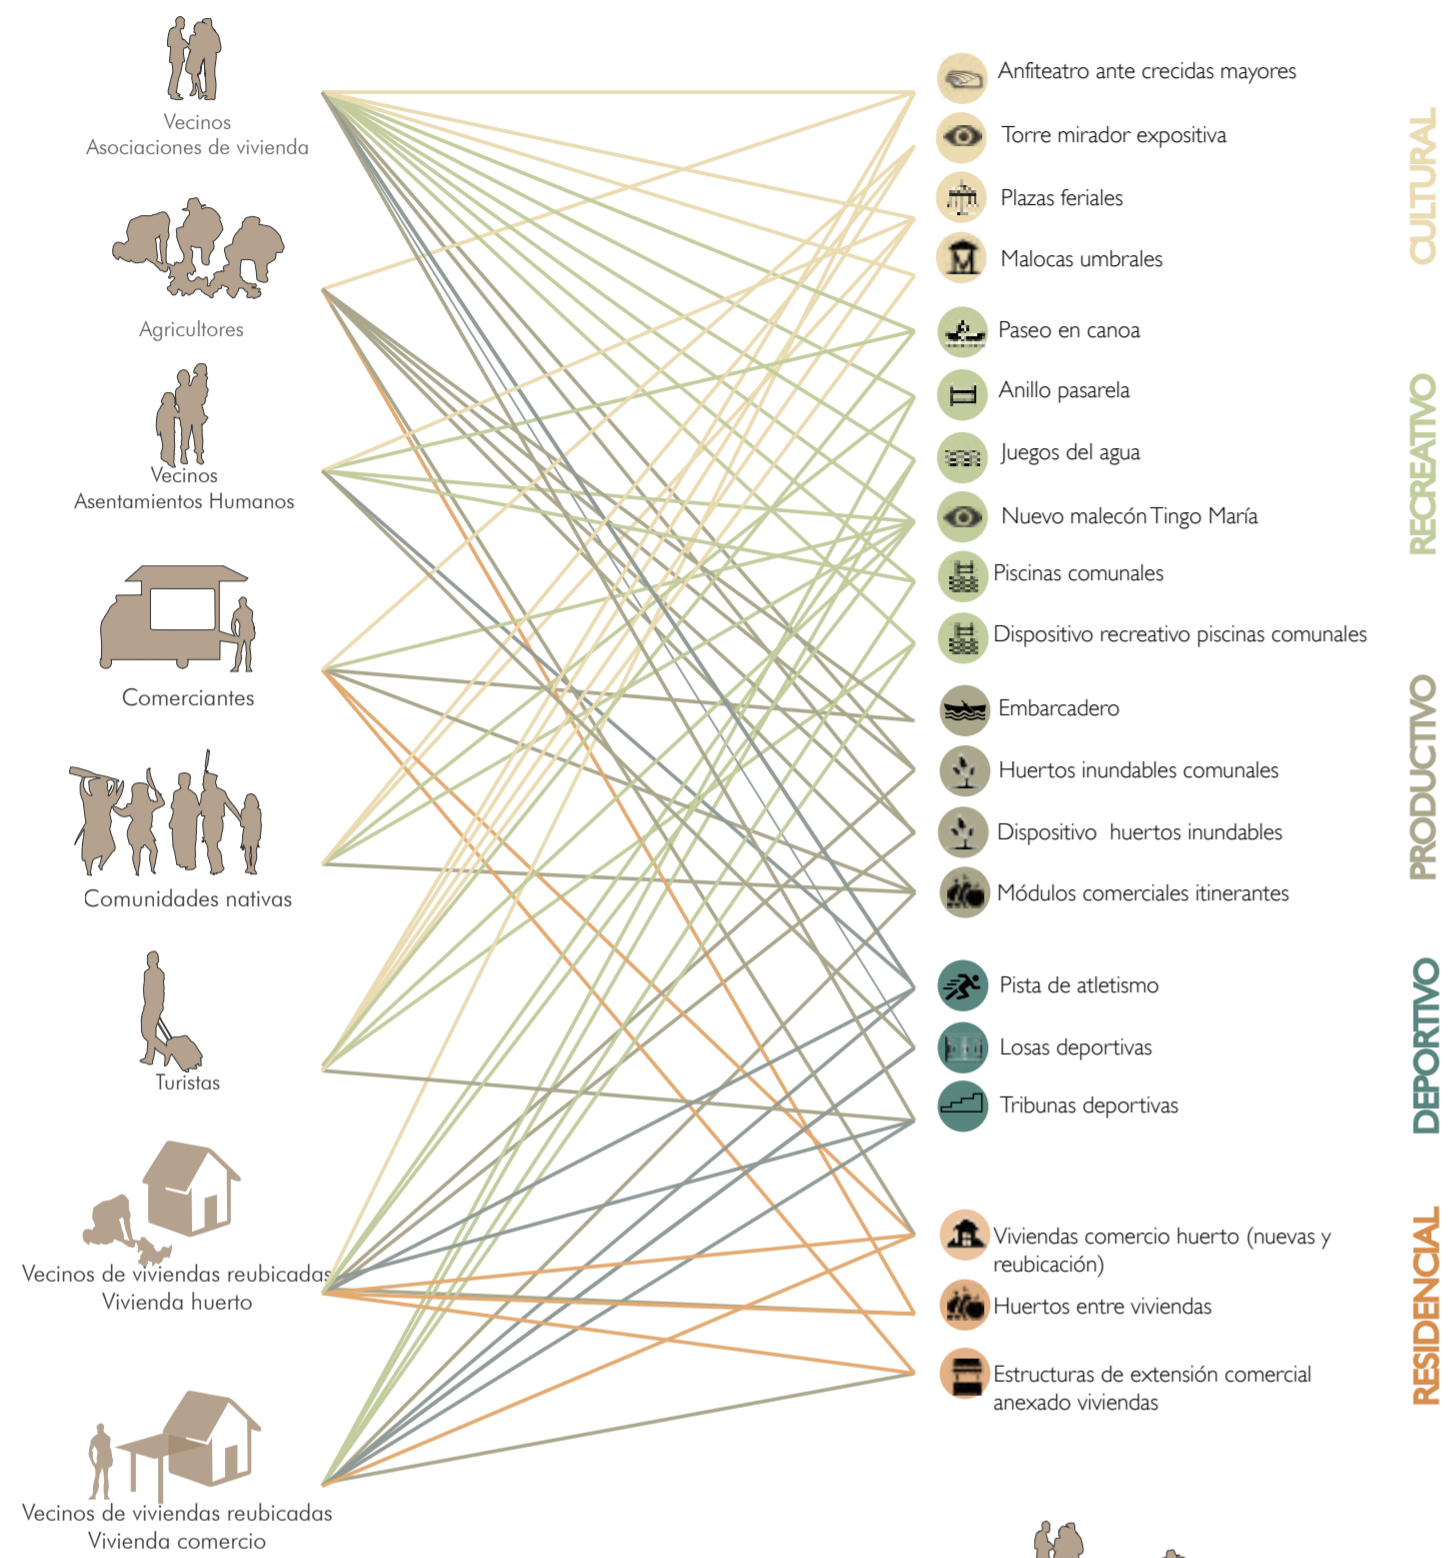 Vecinos
Asociaciones de vivienda
Agricultores
Vecinos
Asentamientos Humanos
Comerciantes
Comunidades nativas
Turistas
Vecinos de viviendas reubicadas
Vivienda huerto
Vecinos de viviendas reubicadas
Vivienda comercio
Anfiteatro ante crecidas mayores
Torre mirador expositiva
Plazas feriales
Malocas umbrales
Paseo en canoa
Anillo pasarela
Juegos del agua
Nuevo malecón Tingo María
Piscinas comunales
Dispositivo recreativo piscinas comunales
Embarcadero
Huertos inundables comunales
Dispositivo huertos inundables
Módulos comerciales itinerantes
Pista de atletismo
Losas deportivas
Tribunas deportivas
Viviendas comercio huerto (nuevas y
reubicación)
Huertos entre viviendas
Estructuras de extensión comercial
anexado viviendas
CULTURAL
RECREATIVO
PRODUCTIVO
DEPORTIVO
RESIDENCIAL